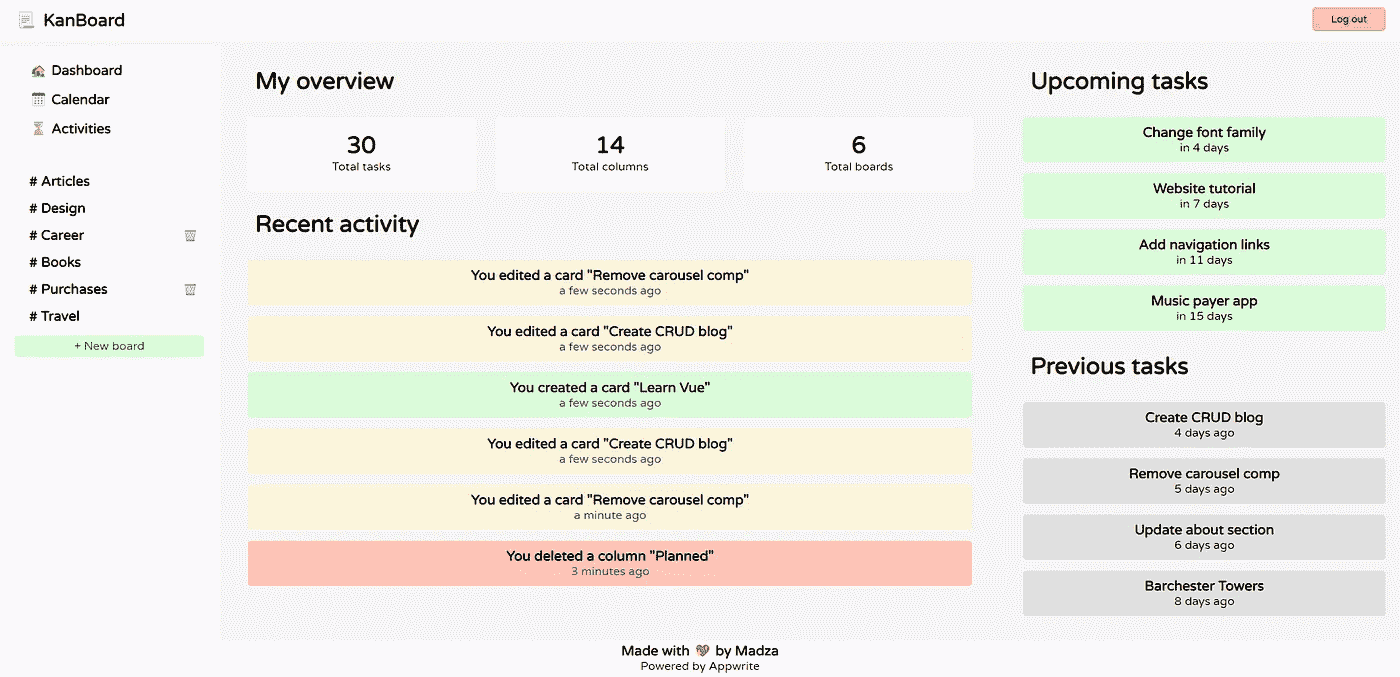 KanBoard
Log out
Dashboard
Calendar
Activities
# Articles
# Design
# Career
# Books
# Purchases
# Travel
+ New board
My overview
30
Total tasks
14
Total columns
6
Total boards
Recent activity
You edited a card "Remove carousel comp"
a few seconds ago
You edited a card "Create CRUD blog"
a few seconds ago
You created a card "Learn Vue"
a few seconds ago
You edited a card "Create CRUD blog"
a few seconds ago
You edited a card "Remove carousel comp"
a minute ago
You deleted a column "Planned"
3 minutes ago
Upcoming tasks
Change font family
in 4 days
Website tutorial
in 7 days
Add navigation links
in 11 days
Music payer app
in 15 days
Previous tasks
Create CRUD blog
4 days ago
Remove carousel comp
5 days ago
Update about section
6 days ago
Barchester Towers
8 days ago
Made with 💖 by Madza
Powered by Appwrite